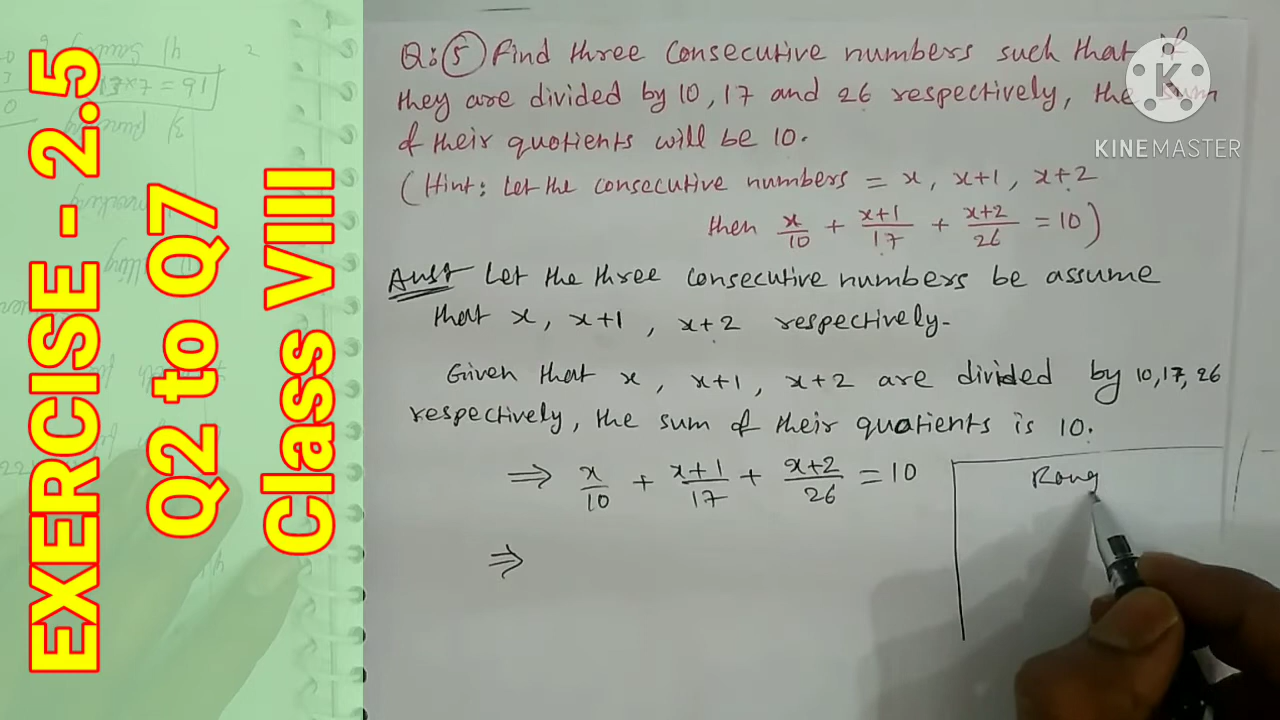 EXERCISE - 2.5
Q2 to Q7
Class VIII
Q:⑤ Find three consecutive numbers such that if
they are divided by 10, 17 and 26 respectively, the sum
of their quotients will be 10.
(Hint: Let the consecutive numbers = x, x+1, x+2
then x/10 + x+1/17 + x+2/26 = 10)
KINEMASTER
Let the three consecutive numbers be assume
that x, x+1, x+2 respectively.
Given that x, x+1, x+2 are divided by 10, 17, 26
respectively, the sum of their quatients is 10.
⇒ x/10 + x+1/17 + x+2/26 = 10
Roug
⇒